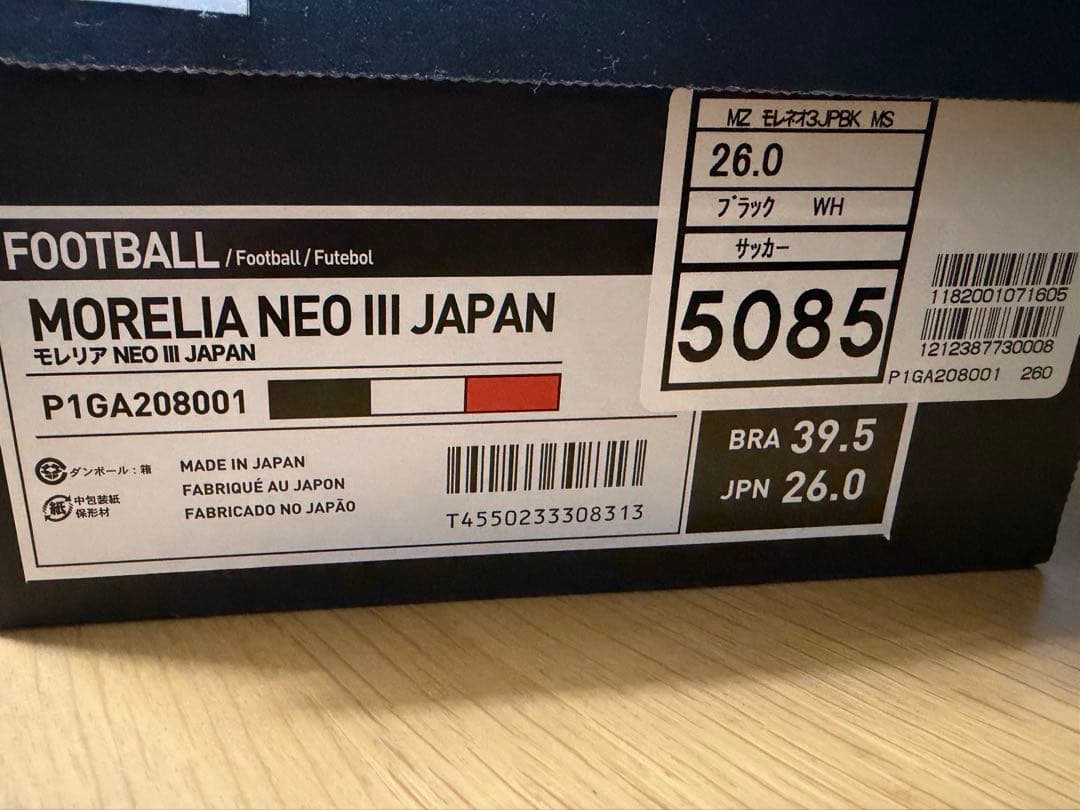 MZ モレネオ3JPBK MS
26.0
ブラック WH
サッカー
5085
1182001071605
1212387730008
P1GA208001 260
FOOTBALL / Football / Futebol
MORELIA NEO III JAPAN
モレリア NEO III JAPAN
P1GA208001
ダンボール : 箱
紙 中包装紙
保形材
MADE IN JAPAN
FABRIQUÉ AU JAPON
FABRICADO NO JAPÃO
T4550233308313
BRA 39.5
JPN 26.0